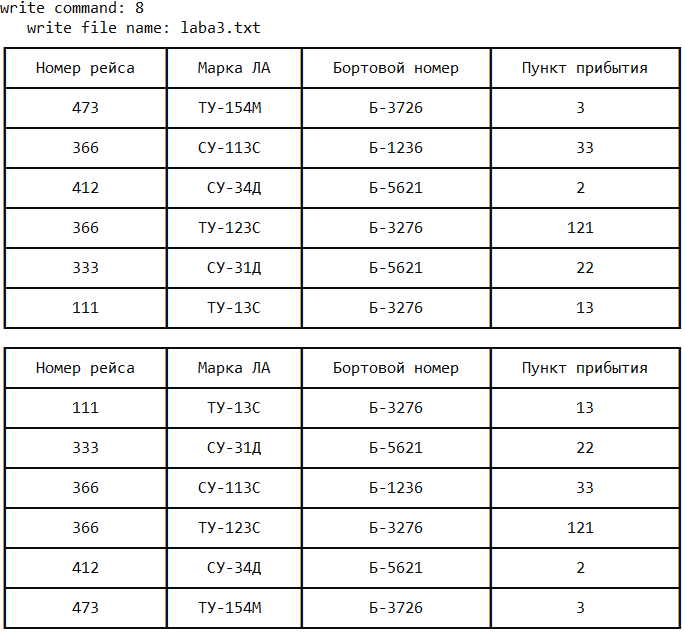 write command: 8
write file name: laba3.txt
Номер рейса Марка ЛА Бортовой номер Пункт прибытия
473 ТУ-154М Б-3726 3
366 СУ-113С Б-1236 33
412 СУ-34Д Б-5621 2
366 ТУ-123С Б-3276 121
333 СУ-31Д Б-5621 22
111 ТУ-13С Б-3276 13
Номер рейса Марка ЛА Бортовой номер Пункт прибытия
111 ТУ-13С Б-3276 13
333 СУ-31Д Б-5621 22
366 СУ-113С Б-1236 33
366 ТУ-123С Б-3276 121
412 СУ-34Д Б-5621 2
473 ТУ-154М Б-3726 3